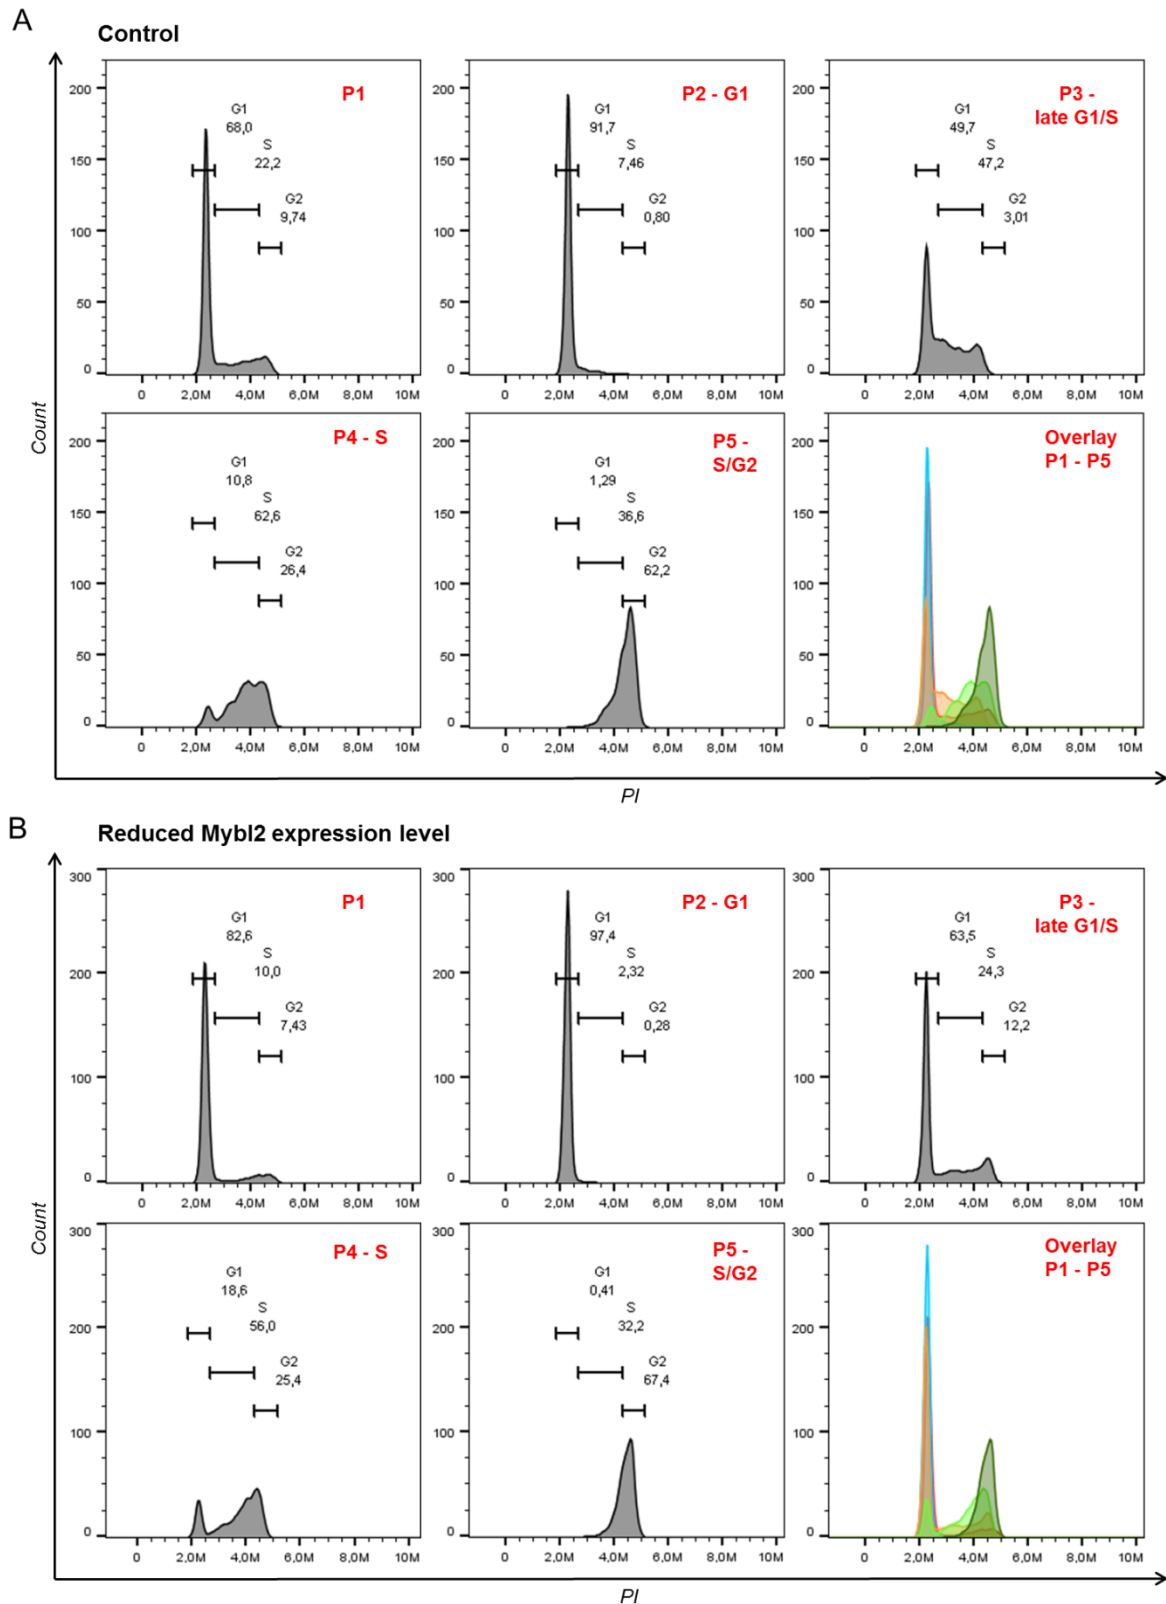 A
Control
P1
G1
68,0
S
22,2
G2
9,74
200
150
100
50
0
0 2,0M 4,0M 6,0M 8,0M 10M
P2 - G1
G1
91,7
S
7,46
G2
0,80
200
150
100
50
0
0 2,0M 4,0M 6,0M 8,0M 10M
P3 -
late G1/S
G1
49,7
S
47,2
G2
3,01
200
150
100
50
0
0 2,0M 4,0M 6,0M 8,0M 10M
Count
P4 - S
G1
10,8
S
62,6
G2
26,4
200
150
100
50
0
0 2,0M 4,0M 6,0M 8,0M 10M
P5 -
S/G2
G1
1,29
S
36,6
G2
62,2
200
150
100
50
0
0 2,0M 4,0M 6,0M 8,0M 10M
Overlay
P1 - P5
200
150
100
50
0
0 2,0M 4,0M 6,0M 8,0M 10M
PI
B
Reduced Mybl2 expression level
P1
G1
82,6
S
10,0
G2
7,43
300
200
100
0
0 2,0M 4,0M 6,0M 8,0M 10M
P2 - G1
G1
97,4
S
2,32
G2
0,28
300
200
100
0
0 2,0M 4,0M 6,0M 8,0M 10M
P3 -
late G1/S
G1
63,5
S
24,3
G2
12,2
300
200
100
0
0 2,0M 4,0M 6,0M 8,0M 10M
Count
P4 - S
G1
18,6
S
56,0
G2
25,4
300
200
100
0
0 2,0M 4,0M 6,0M 8,0M 10M
P5 -
S/G2
G1
0,41
S
32,2
G2
67,4
300
200
100
0
0 2,0M 4,0M 6,0M 8,0M 10M
Overlay
P1 - P5
300
200
100
0
0 2,0M 4,0M 6,0M 8,0M 10M
PI